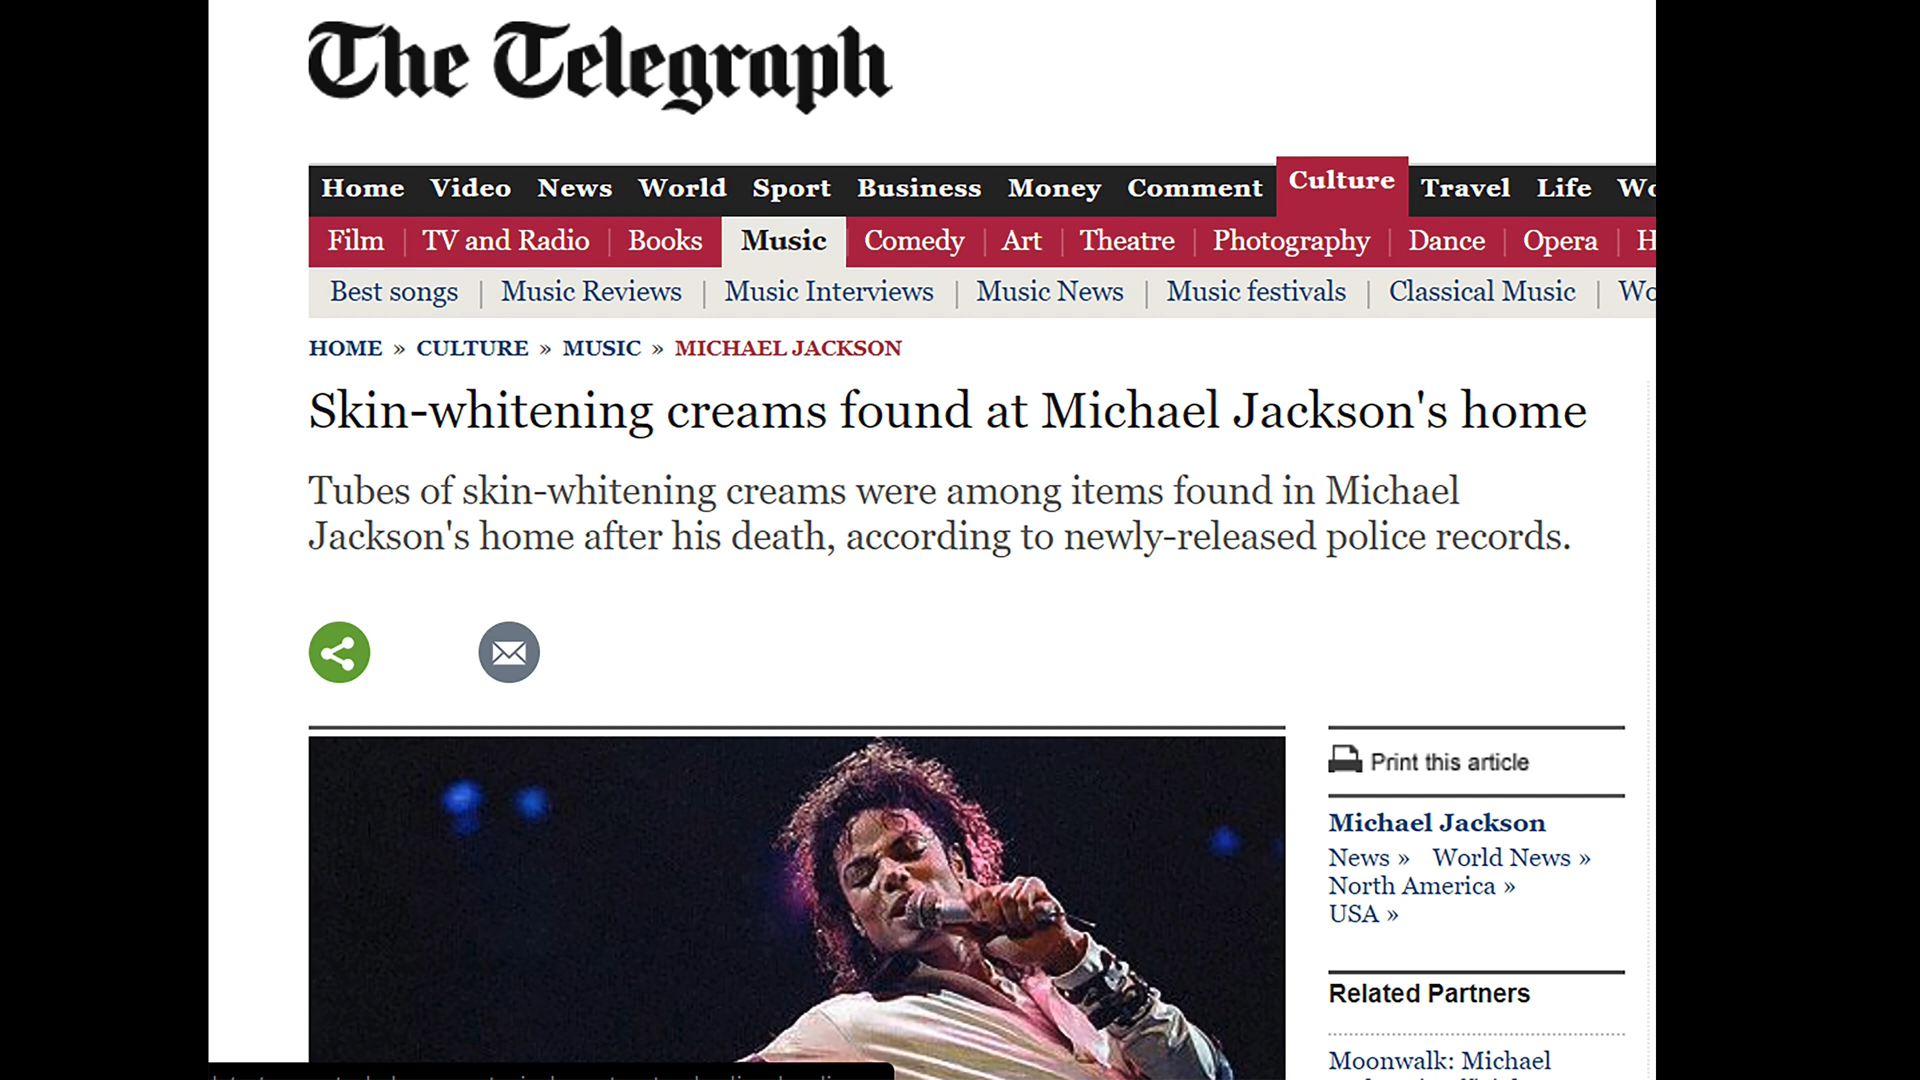 The Telegraph
Home Video News World Sport Business Money Comment Culture Travel Life
Film | TV and Radio | Books Music Comedy | Art | Theatre | Photography | Dance | Opera |
Best songs | Music Reviews | Music Interviews | Music News | Music festivals | Classical Music |
HOME » CULTURE » MUSIC » MICHAEL JACKSON
Skin-whitening creams found at Michael Jackson's home
Tubes of skin-whitening creams were among items found in Michael
Jackson's home after his death, according to newly-released police records.
Print this article
Michael Jackson
News » World News »
North America »
USA »
Related Partners
Moonwalk: Michael